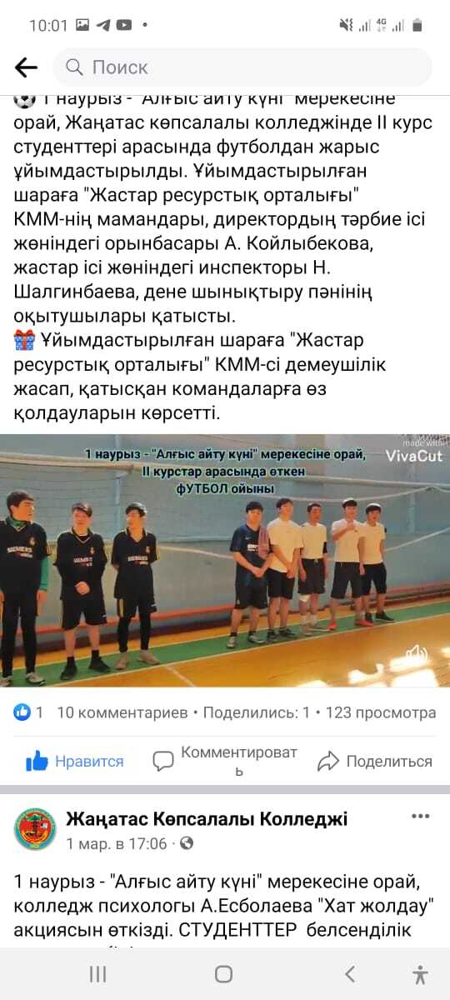 10:01
4G
Поиск
1 наурыз - "Алғыс айту күні" мерекесіне
орай, Жаңатас көпсалалы колледжінде II курс
студенттері арасында футболдан жарыс
ұйымдастырылды. Ұйымдастырылған
шараға "Жастар ресурстық орталығы"
КММ-нің мамандары, директордың тәрбие ісі
жөніндегі орынбасары А. Койлыбекова,
жастар ісі жөніндегі инспекторы Н.
Шалгинбаева, дене шынықтыру пәнінің
оқытушылары қатысты.
Ұйымдастырылған шараға "Жастар
ресурстық орталығы" КММ-сі демеушілік
жасап, қатысқан командаларға өз
қолдауларын көрсетті.
made with
VivaCut
1 наурыз - "Алғыс айту күні" мерекесіне орай,
II курстар арасында өткен
фУТБОЛ ойыны
SIEMENS
1 10 комментариев • Поделились: 1 • 123 просмотра
Нравится
Комментироват
ь
Поделиться
Жаңатас Көпсалалы Колледжі
1 мар. в 17:06 ·
1 наурыз - "Алғыс айту күні" мерекесіне орай,
колледж психологы А.Есболаева "Хат жолдау"
акциясын өткізді. СТУДЕНТТЕР белсенділік